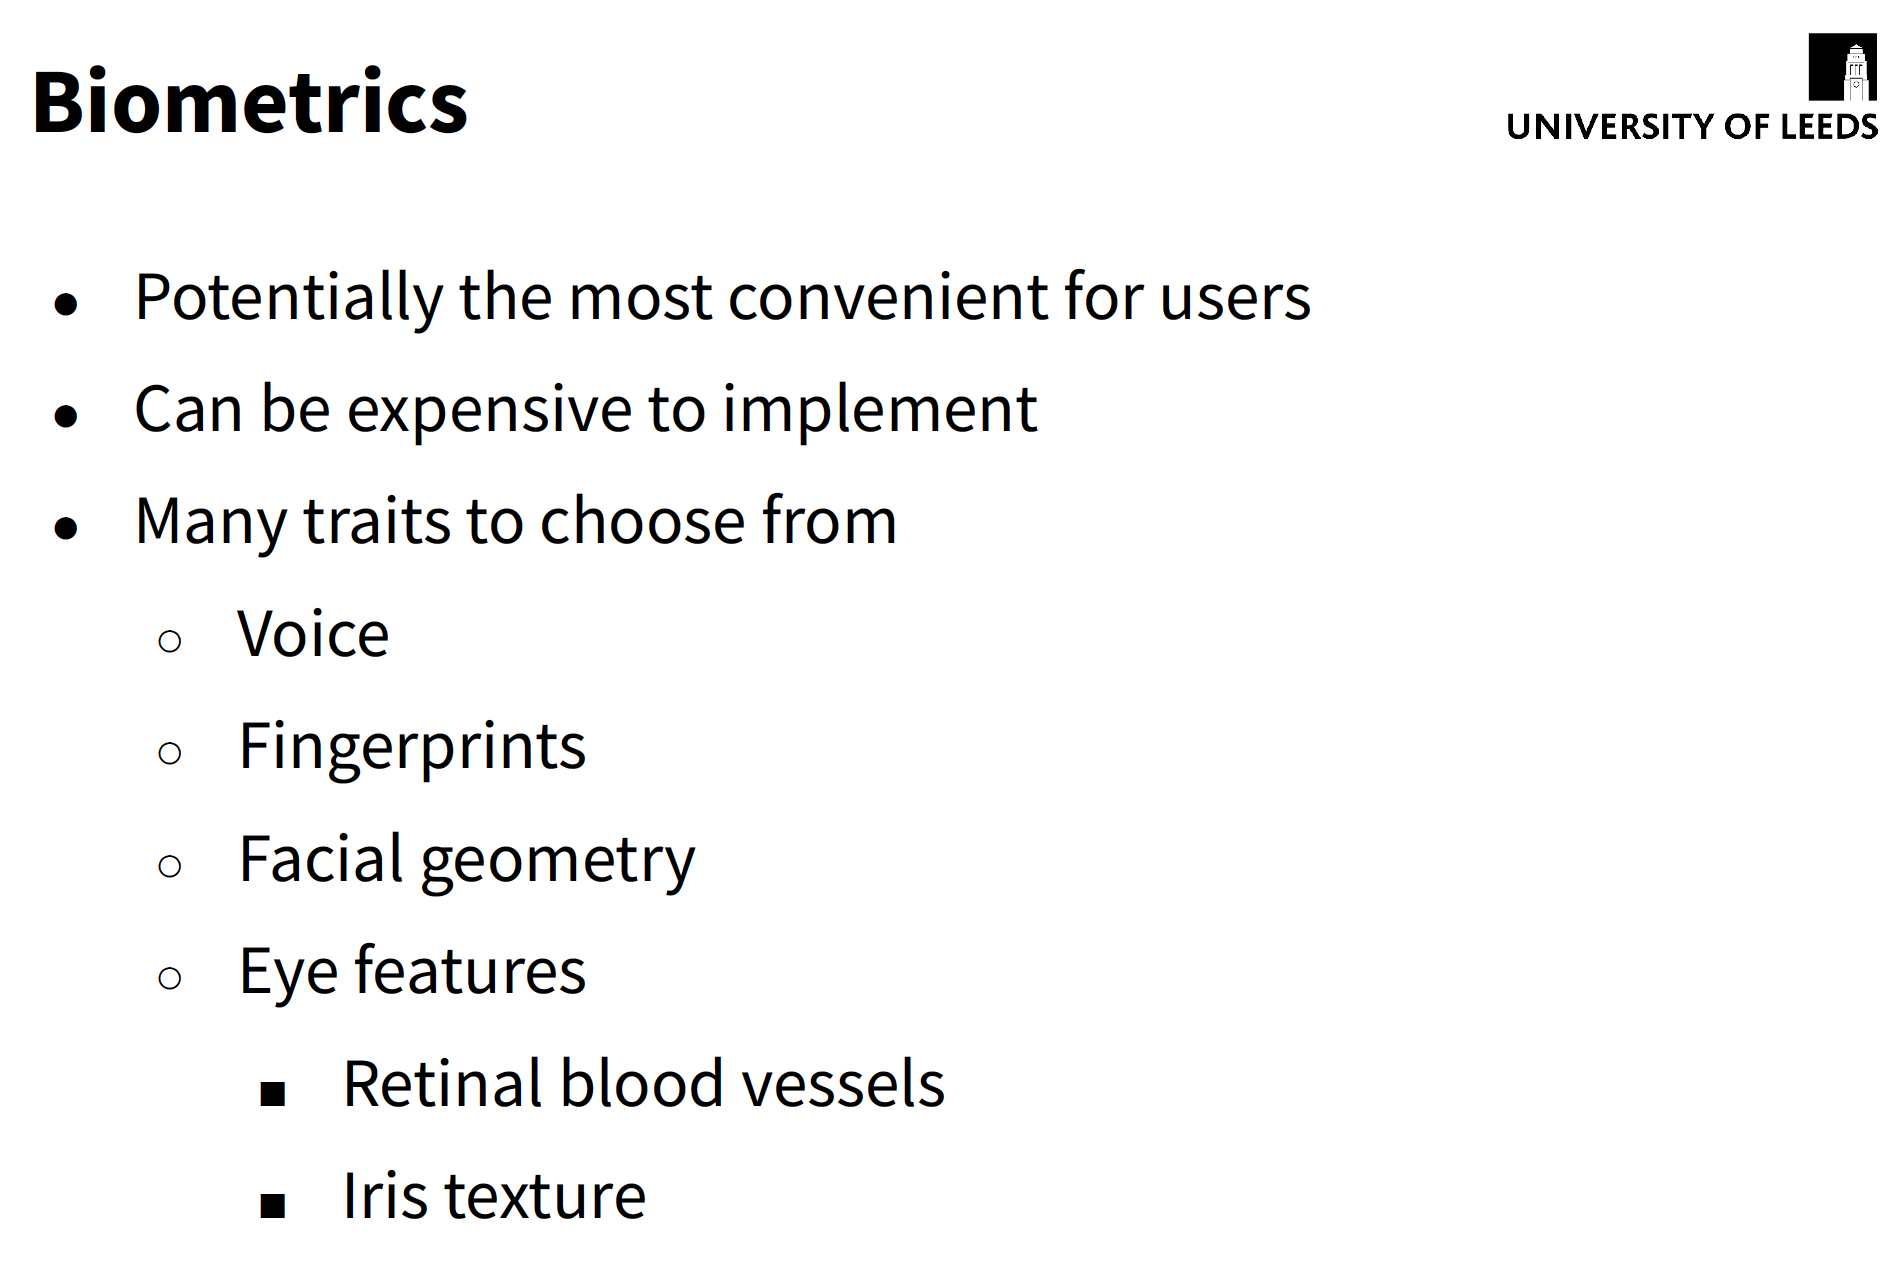 Biometrics
UNIVERSITY OF LEEDS
● Potentially the most convenient for users
● Can be expensive to implement
● Many traits to choose from
○ Voice
○ Fingerprints
○ Facial geometry
○ Eye features
■ Retinal blood vessels
■ Iris texture